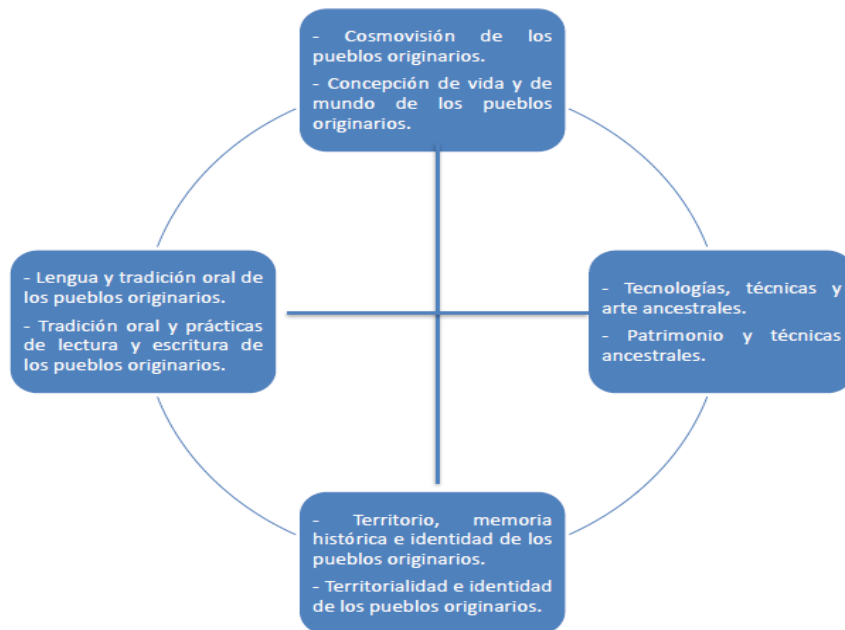 - Cosmovisión de los
pueblos originarios.
- Concepción de vida y de
mundo de los pueblos
originarios.
- Lengua y tradición oral de
los pueblos originarios.
- Tradición oral y prácticas
de lectura y escritura de
los pueblos originarios.
- Tecnologías, técnicas y
arte ancestrales.
- Patrimonio y técnicas
ancestrales.
- Territorio, memoria
histórica e identidad de los
pueblos originarios.
- Territorialidad e identidad
de los pueblos originarios.